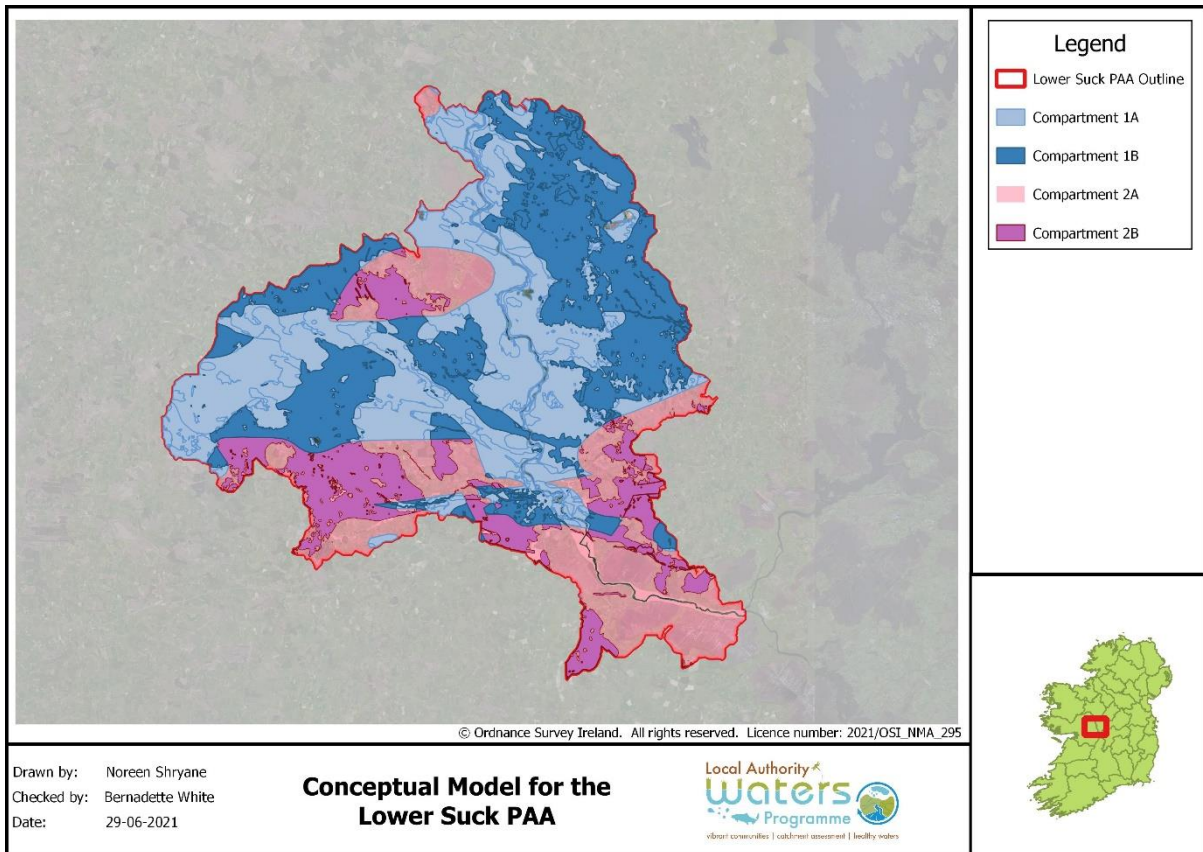 Legend
Lower Suck PAA Outline
Compartment 1A
Compartment 1B
Compartment 2A
Compartment 2B
© Ordnance Survey Ireland. All rights reserved. Licence number: 2021/OSI_NMA_295
Drawn by: Noreen Shryane
Checked by: Bernadette White
Date: 29-06-2021
Conceptual Model for the
Lower Suck PAA
Local Authority
Waters
Programme
vibrant communities | catchment assessment | healthy waters